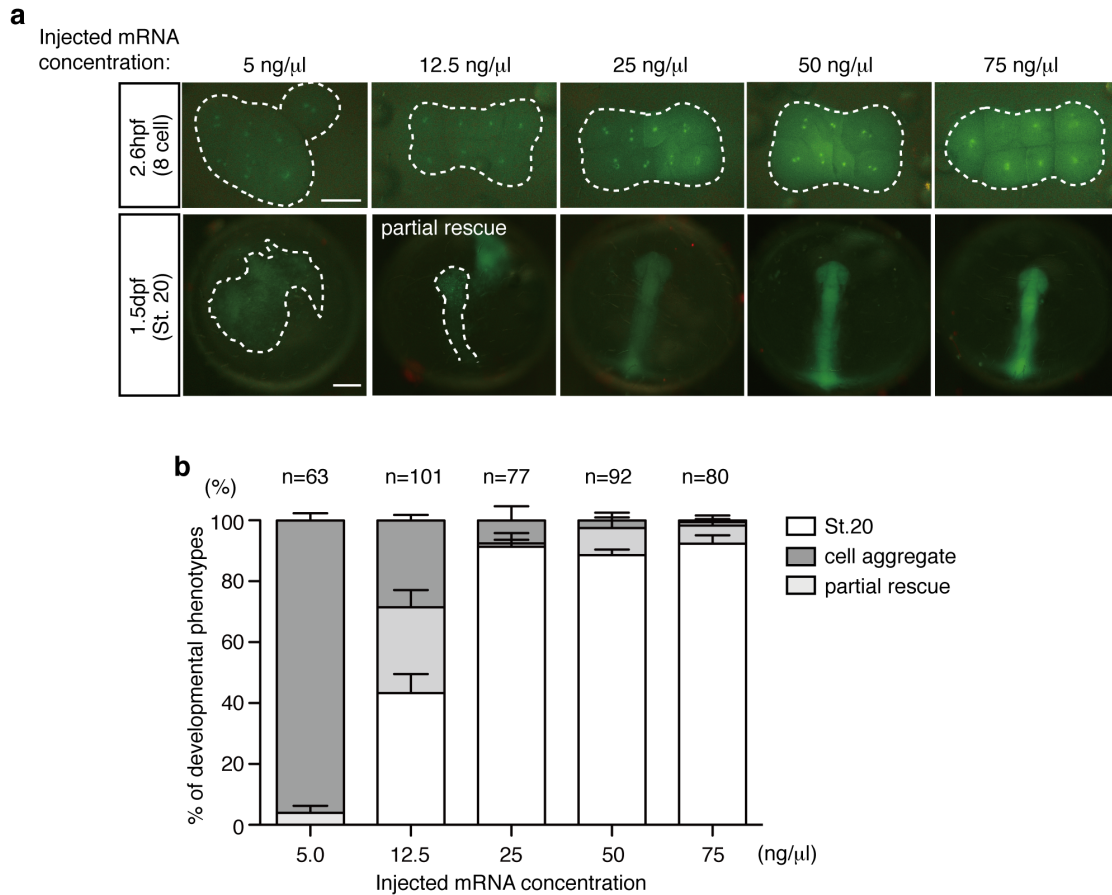 a
Injected mRNA
concentration:
5 ng/μl 12.5 ng/μl 25 ng/μl 50 ng/μl 75 ng/μl
2.6hpf
(8 cell)
1.5dpf
(St. 20)
partial rescue
b
(%)
n=63 n=101 n=77 n=92 n=80
% of developmental phenotypes
100
80
60
40
20
0
St.20
cell aggregate
partial rescue
5.0 12.5 25 50 75 (ng/μl)
Injected mRNA concentration